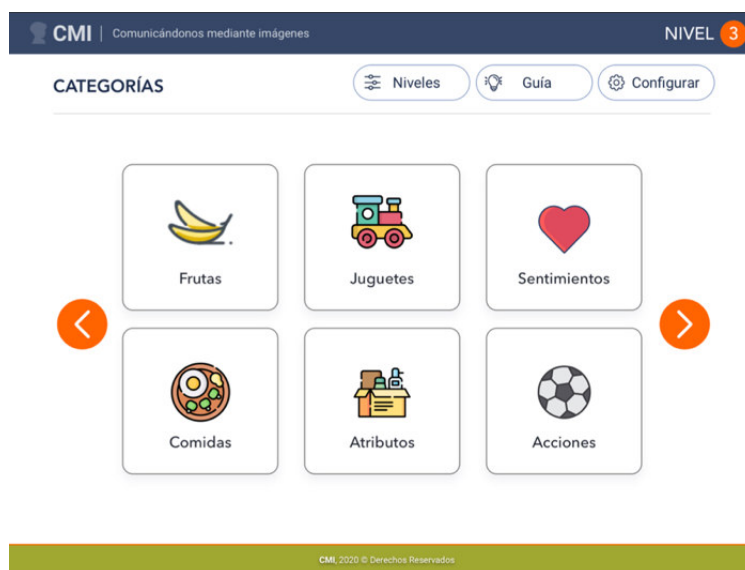 CMI | Comunicándonos mediante imágenes
NIVEL 3
CATEGORÍAS
Niveles
Guía
Configurar
Frutas
Juguetes
Sentimientos
Comidas
Atributos
Acciones
CMI, 2020 © Derechos Reservados